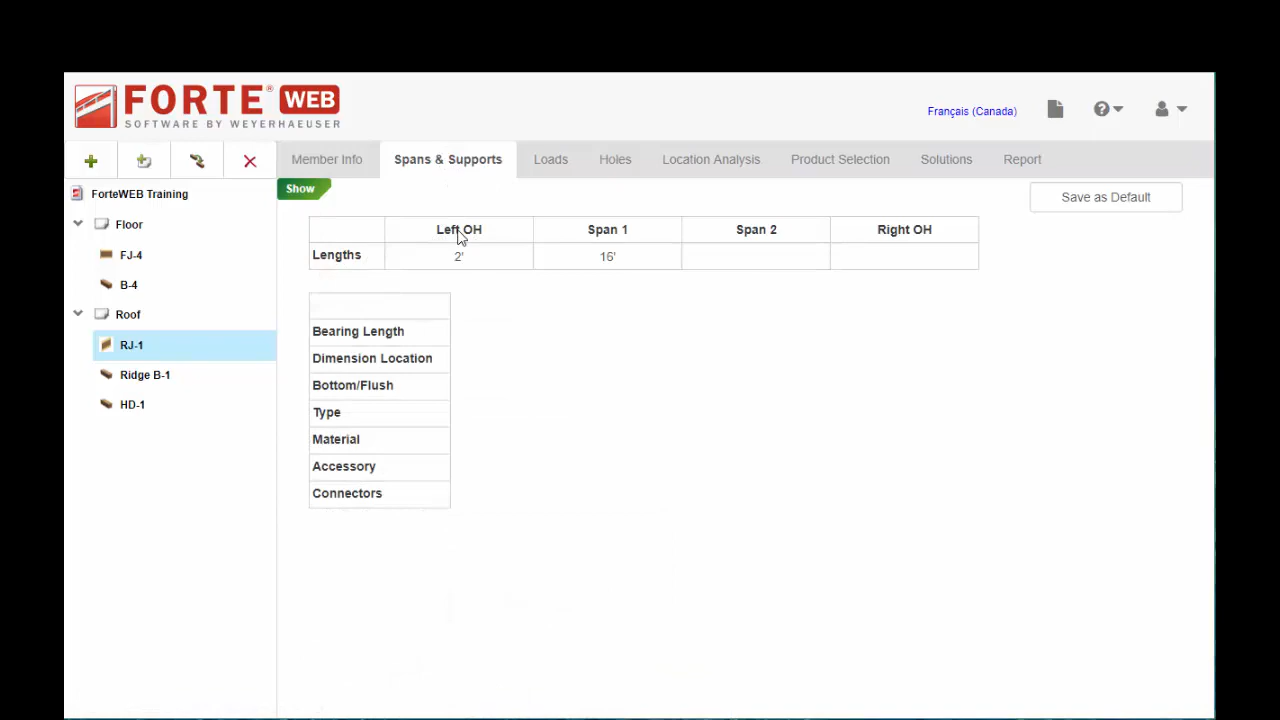 FORTE® WEB
SOFTWARE BY WEYERHAEUSER
Français (Canada)
Member Info Spans & Supports Loads Holes Location Analysis Product Selection Solutions Report
ForteWEB Training
Floor
FJ-4
B-4
Roof
RJ-1
Ridge B-1
HD-1
Show
Save as Default
Left OH Span 1 Span 2 Right OH
Lengths 2' 16'
Bearing Length
Dimension Location
Bottom/Flush
Type
Material
Accessory
Connectors